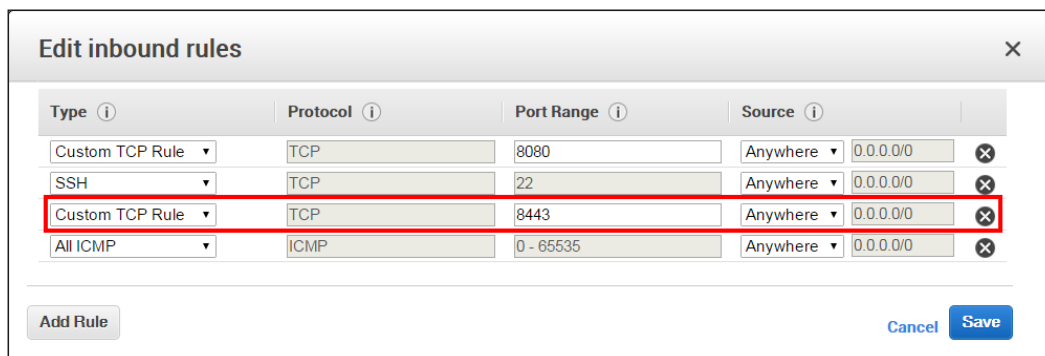 Edit inbound rules
Type Protocol Port Range Source
Custom TCP Rule TCP 8080 Anywhere 0.0.0.0/0
SSH TCP 22 Anywhere 0.0.0.0/0
Custom TCP Rule TCP 8443 Anywhere 0.0.0.0/0
All ICMP ICMP 0 - 65535 Anywhere 0.0.0.0/0
Add Rule Cancel Save